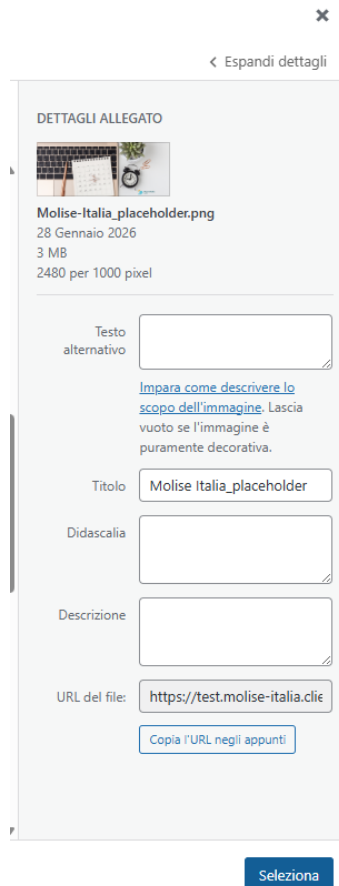 Espandi dettagli
DETTAGLI ALLEGATO
Molise-Italia_placeholder.png
28 Gennaio 2026
3 MB
2480 per 1000 pixel
Testo
alternativo
Impara come descrivere lo
scopo dell'immagine. Lascia
vuoto se l'immagine è
puramente decorativa.
Titolo
Molise Italia_placeholder
Didascalia
Descrizione
URL del file:
https://test.molise-italia.clie
Copia l'URL negli appunti
Seleziona